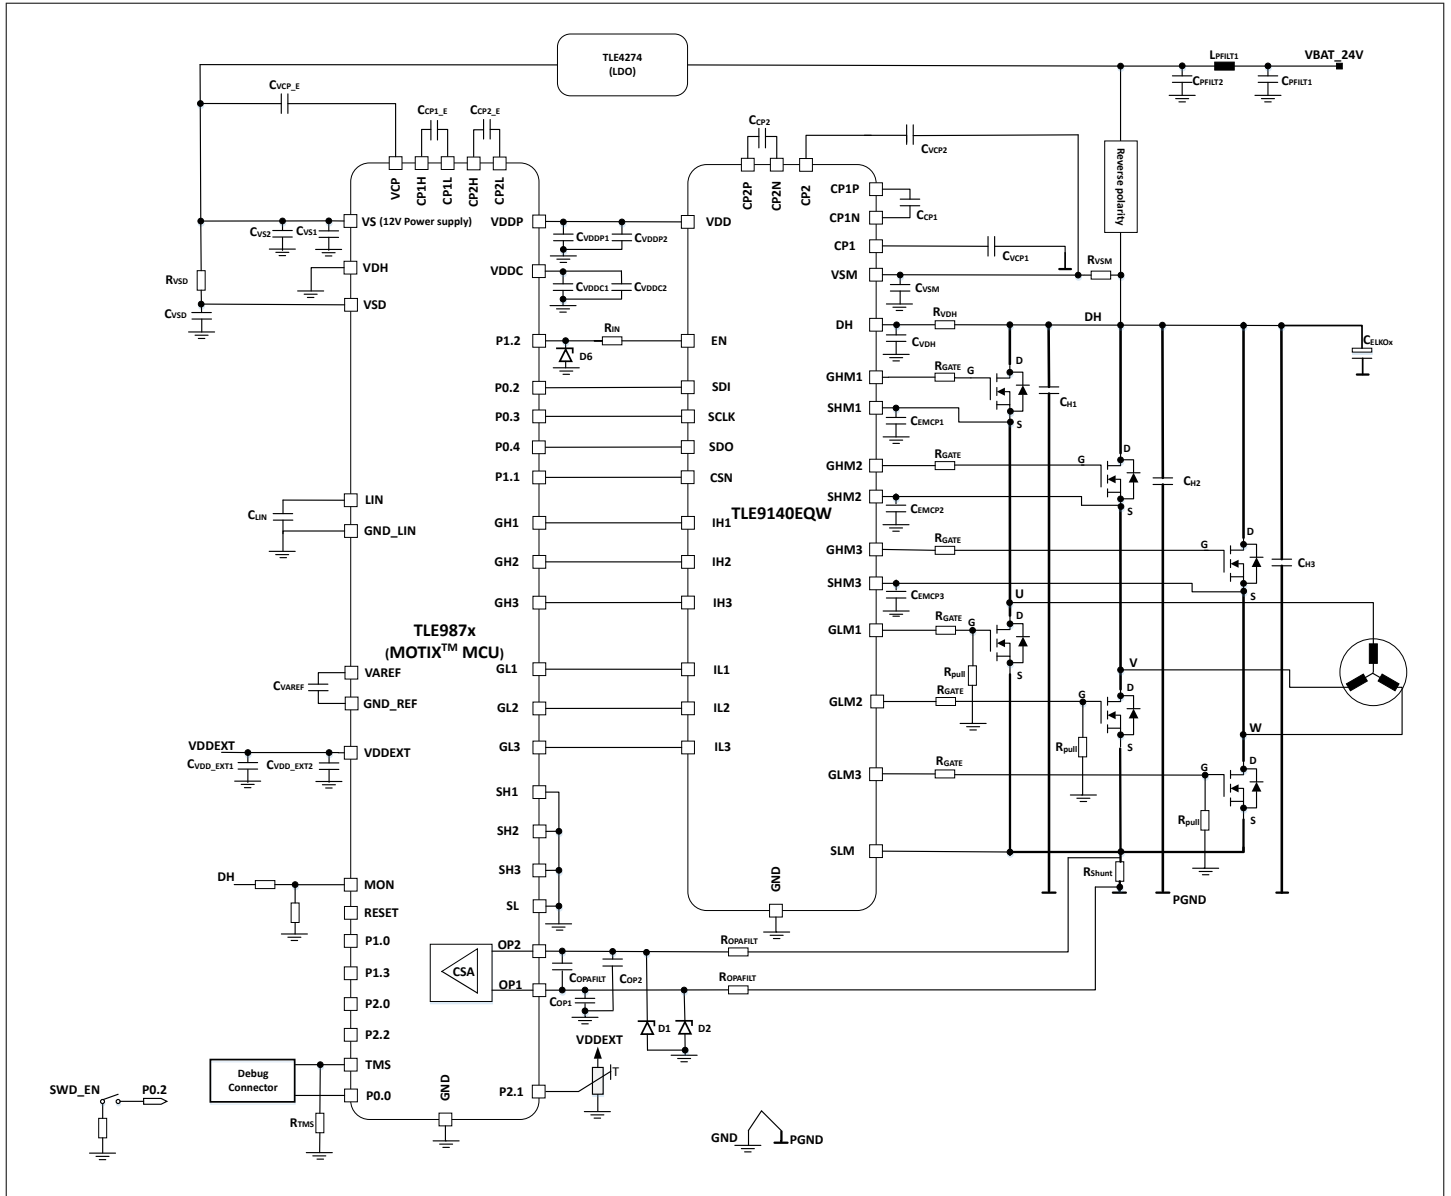 TLE4274
(LDO)
LPFILT1
VBAT_24V
CPFILT2
CPFILT1
CVCP_E
CCP1_E
CCP2_E
CCP2
CVCP2
Reverse polarity
VCP
CP1H
CP1L
CP2H
CP2L
CP2P
CP2N
CP2
CP1P
CP1N
CCP1
CP1
CVCP1
VS (12V Power supply)
CVS2
CVS1
VDDP
CVDDP1
CVDDP2
VDD
VSM
CVSM
RVSM
VDH
VDDC
CVDDC1
CVDDC2
RVSD
VSD
CVSD
DH
CVDH
RVDH
DH
CELKOx
P1.2
D6
RIN
EN
P0.2
SDI
P0.3
SCLK
P0.4
SDO
P1.1
CSN
GHM1
RGATE
G
D
S
CH1
SHM1
CEMCP1
GHM2
RGATE
G
D
S
CH2
SHM2
CEMCP2
LIN
CLIN
GND_LIN
GH1
IH1
TLE9140EQW
GH2
IH2
GH3
IH3
GHM3
RGATE
G
D
S
CH3
SHM3
CEMCP3
U
TLE987x
(MOTIX™ MCU)
GLM1
RGATE
G
D
S
Rpull
V
VAREF
CVAREF
GND_REF
GL1
IL1
GL2
IL2
GL3
IL3
GLM2
RGATE
G
D
S
Rpull
W
VDDEXT
CVDD_EXT1
CVDD_EXT2
VDDEXT
GLM3
RGATE
G
D
S
Rpull
SH1
SH2
SH3
SL
SLM
GND
RShunt
PGND
DH
MON
RESET
P1.0
P1.3
P2.0
P2.2
TMS
P0.0
CSA
OP2
OP1
COPAFILT
COP2
COP1
ROPAFILT
ROPAFILT
D1
D2
VDDEXT
T
P2.1
Debug
Connector
RTMS
SWD_EN
P0.2
GND
GND
PGND